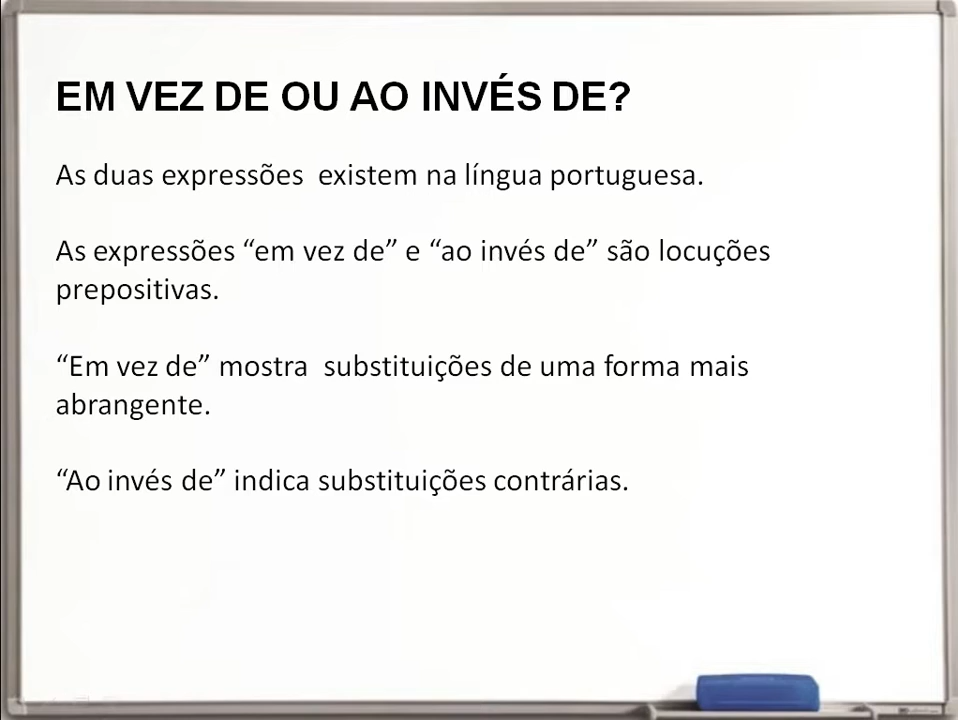 EM VEZ DE OU AO INVÉS DE?
As duas expressões  existem na língua portuguesa.
As expressões “em vez de” e “ao invés de” são locuções
prepositivas.
“Em vez de” mostra  substituições de uma forma mais
abrangente.
“Ao invés de” indica substituições contrárias.